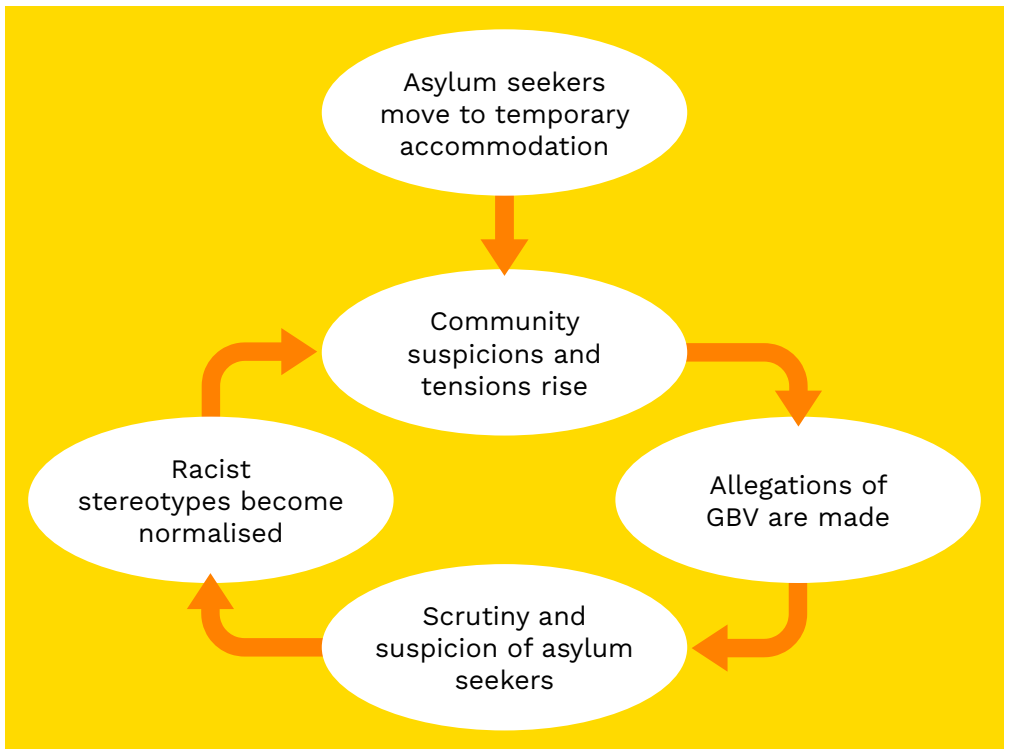 Asylum seekers
move to temporary
accommodation
Community
suspicions and
tensions rise
Allegations of
GBV are made
Scrutiny and
suspicion of asylum
seekers
Racist
stereotypes become
normalised